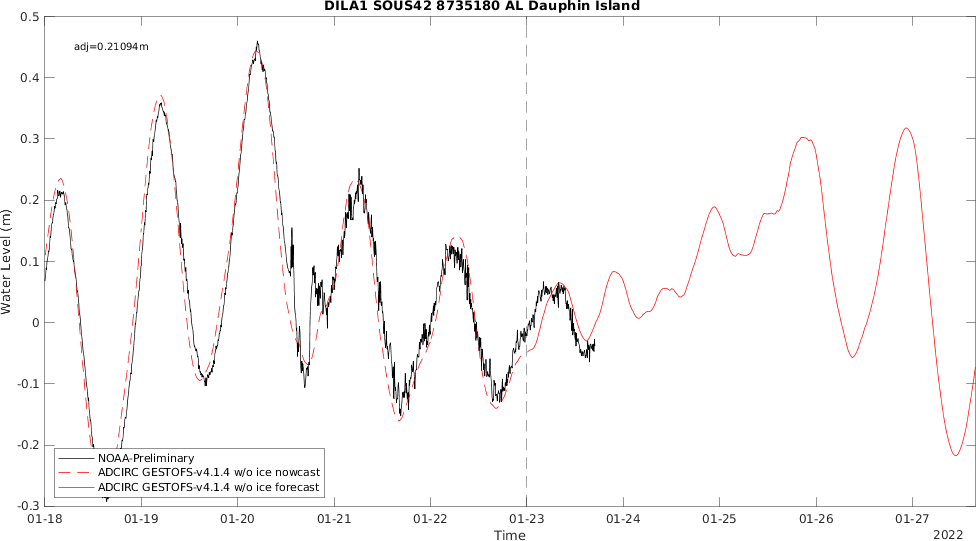 DILA1 SOUS42 8735180 AL Dauphin Island
adj=0.21094m
0.5
0.4
0.3
0.2
0.1
0
-0.1
-0.2
-0.3
Water Level (m)
NOAA-Preliminary
ADCIRC GESTOFS-v4.1.4 w/o ice nowcast
ADCIRC GESTOFS-v4.1.4 w/o ice forecast
01-18 01-19 01-20 01-21 01-22 01-23 01-24 01-25 01-26 01-27
Time
2022